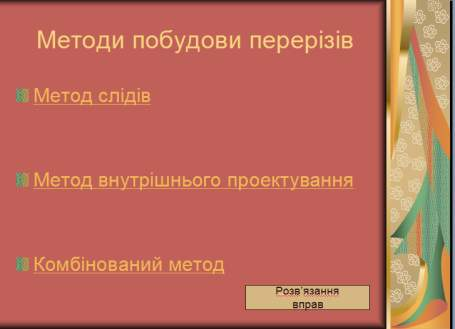 Методи побудови перерізів
Метод слідів
Метод внутрішнього проектування
Комбінований метод
Розв'язання
вправ